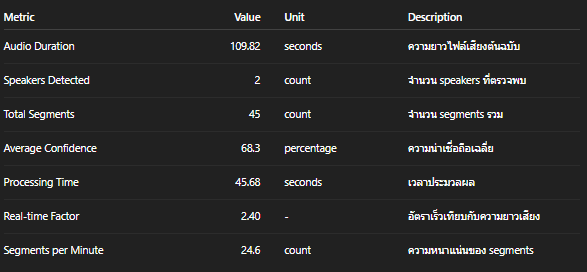 Metric Value Unit Description
Audio Duration 109.82 seconds ความยาวไฟล์เสียงต้นฉบับ
Speakers Detected 2 count จำนวน speakers ที่ตรวจพบ
Total Segments 45 count จำนวน segments รวม
Average Confidence 68.3 percentage ความน่าเชื่อถือเฉลี่ย
Processing Time 45.68 seconds เวลาประมวลผล
Real-time Factor 2.40 - อัตราเร็วเทียบกับความยาวเสียง
Segments per Minute 24.6 count ความหนาแน่นของ segments